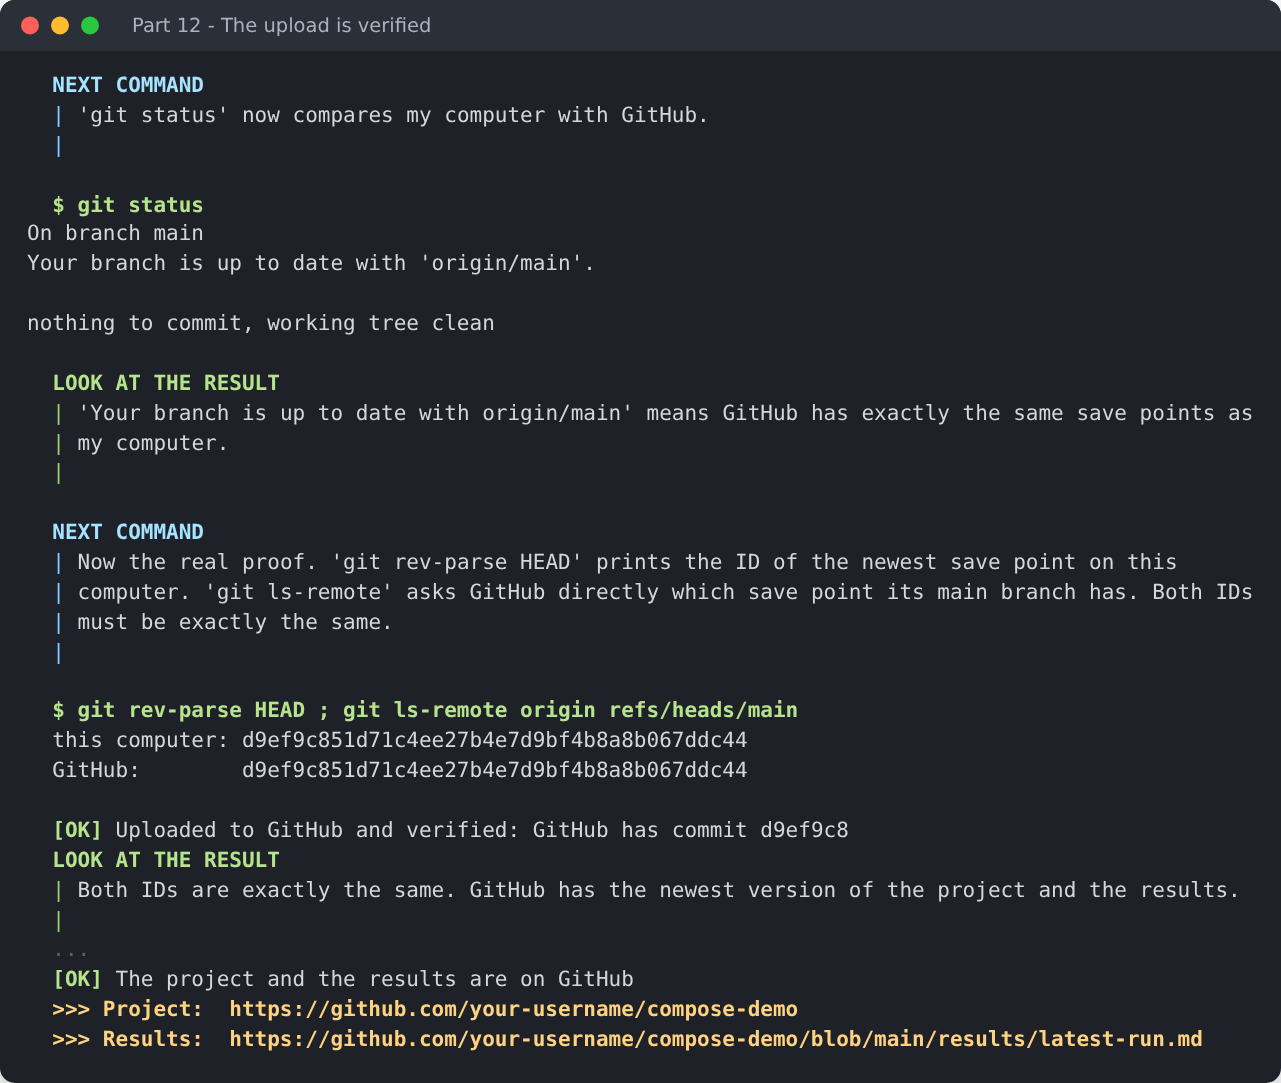 Part 12 - The upload is verified
NEXT COMMAND
| 'git status' now compares my computer with GitHub.
|
$ git status
On branch main
Your branch is up to date with 'origin/main'.
nothing to commit, working tree clean
LOOK AT THE RESULT
| 'Your branch is up to date with origin/main' means GitHub has exactly the same save points as
| my computer.
|
NEXT COMMAND
| Now the real proof. 'git rev-parse HEAD' prints the ID of the newest save point on this
| computer. 'git ls-remote' asks GitHub directly which save point its main branch has. Both IDs
| must be exactly the same.
|
$ git rev-parse HEAD ; git ls-remote origin refs/heads/main
this computer: d9ef9c851d71c4ee27b4e7d9bf4b8a8b067ddc44
GitHub:        d9ef9c851d71c4ee27b4e7d9bf4b8a8b067ddc44
[OK] Uploaded to GitHub and verified: GitHub has commit d9ef9c8
LOOK AT THE RESULT
| Both IDs are exactly the same. GitHub has the newest version of the project and the results.
|
...
[OK] The project and the results are on GitHub
>>> Project:  https://github.com/your-username/compose-demo
>>> Results:  https://github.com/your-username/compose-demo/blob/main/results/latest-run.md